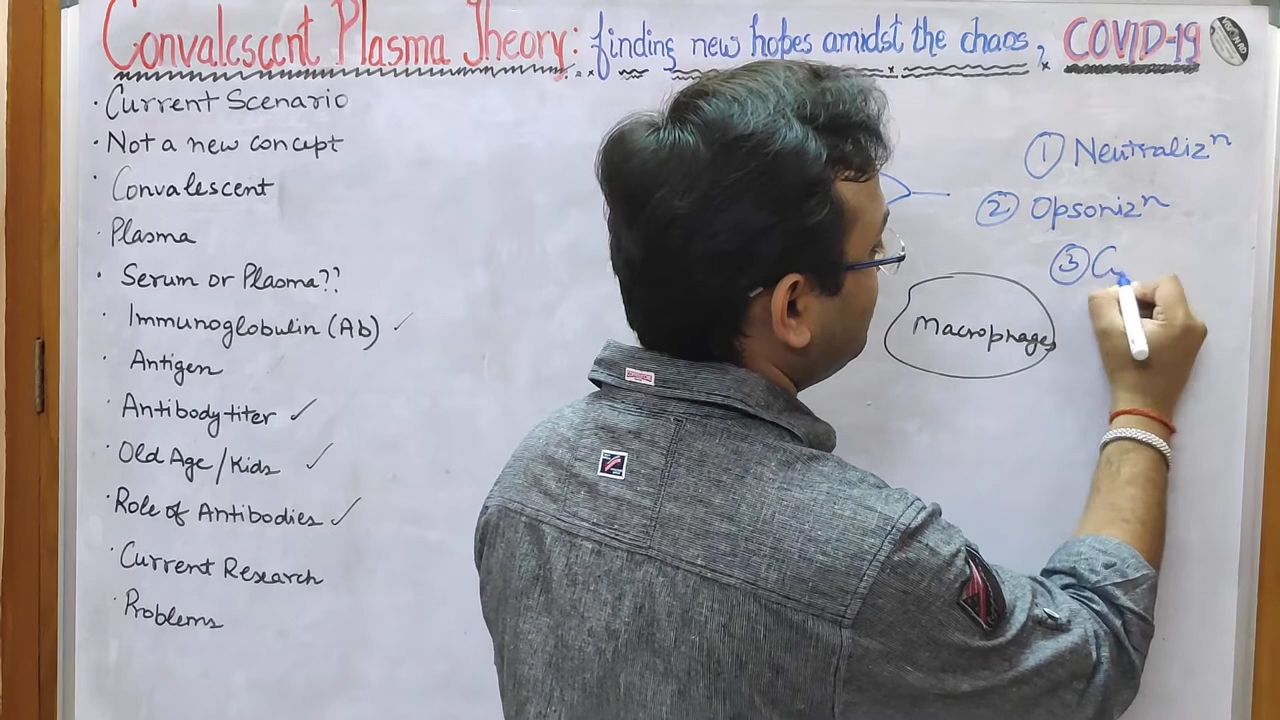 Convalescent Plasma Theory: finding new hopes amidst the chaos, COVID-19
· Current Scenario
· Not a new concept
· Convalescent
· Plasma
· Serum or Plasma??
· Immunoglobulin (Ab) ✓
· Antigen
· Antibody titer ✓
· Old Age/Kids ✓
· Role of Antibodies ✓
· Current Research
· Problems
① Neutralizⁿ
② Opsonizⁿ
③ Cy
Macrophages